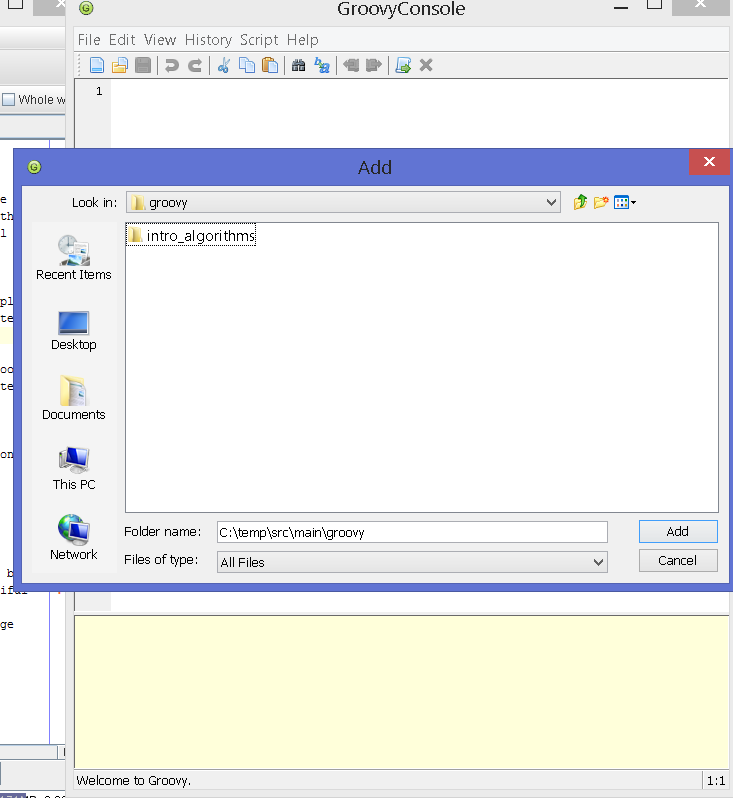 GroovyConsole
File Edit View History Script Help
Whole w
1
Add
Look in: groovy
intro_algorithms
Recent Items
Desktop
Documents
This PC
Network
Folder name: C:\temp\src\main\groovy Add
Files of type: All Files Cancel
e
th
l
pl
te
oo
te
on
b
iful
ge
Welcome to Groovy. 1:1